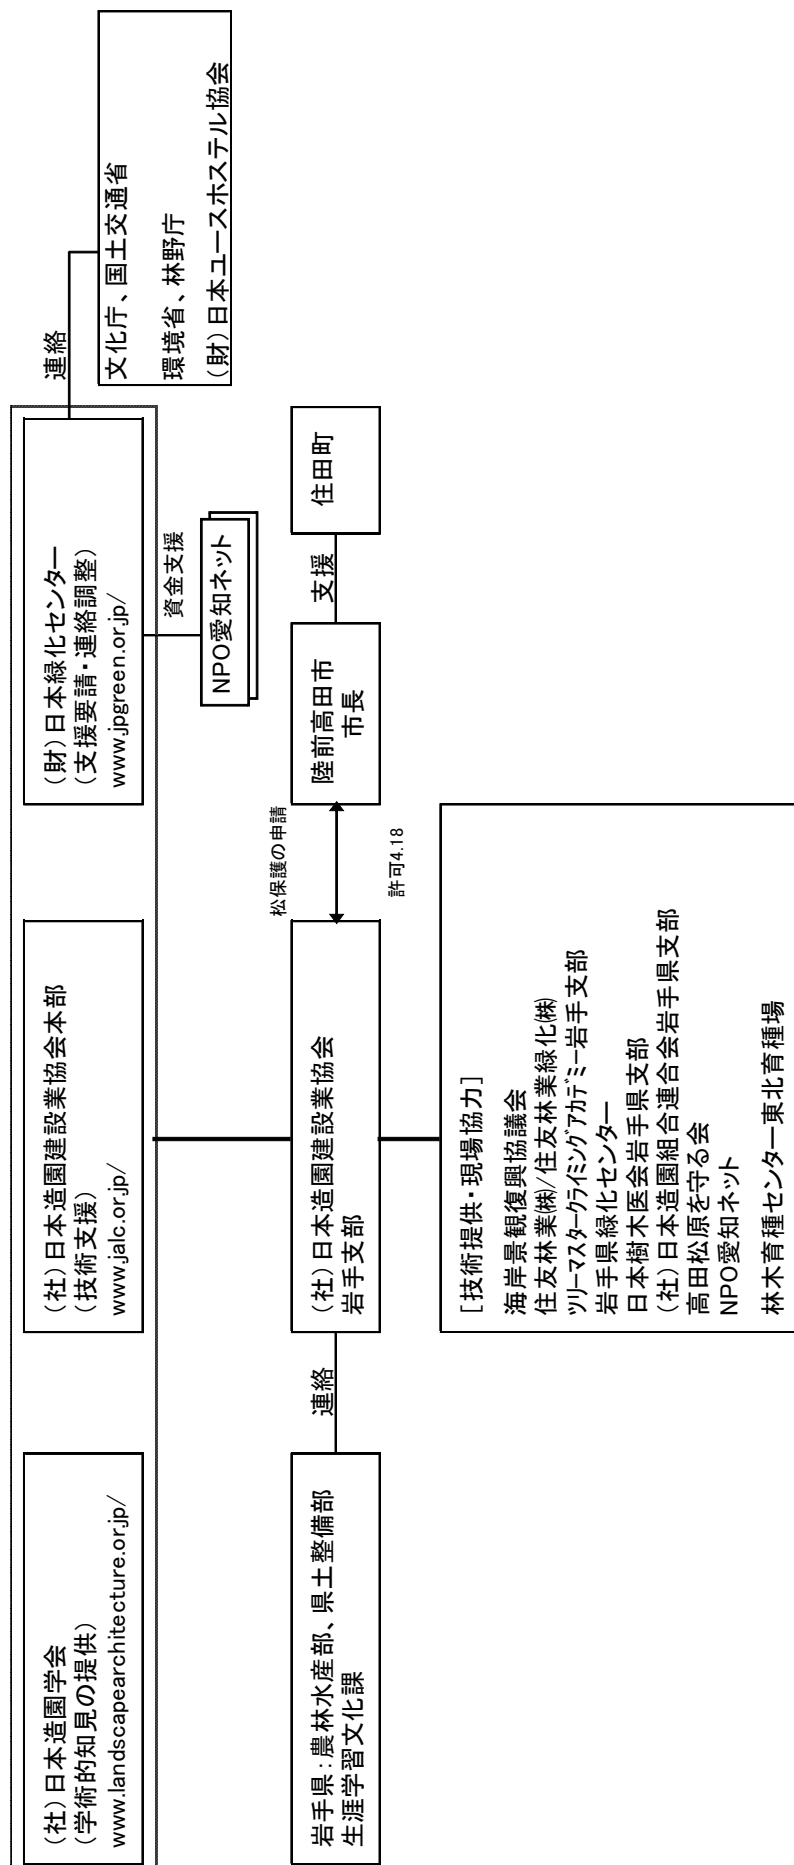 (社)日本造園学会
(学術的知見の提供)
www.landscapearchitecture.or.jp/
(社)日本造園建設業協会本部
(技術支援)
www.jalc.or.jp/
(財)日本緑化センター
(支援要請・連絡調整)
www.jpgreen.or.jp/
連絡
文化庁、国土交通省
環境省、林野庁
(財)日本ユースホステル協会
資金支援
NPO愛知ネット
岩手県:農林水産部、県土整備部
生涯学習文化課
連絡
(社)日本造園建設業協会
岩手支部
松保護の申請
許可4.18
陸前高田市
市長
支援
住田町
[技術提供・現場協力]
海岸景観復興協議会
住友林業㈱/住友林業緑化㈱
ツリーマスタークライミングアカデミー岩手支部
岩手県緑化センター
日本樹木医会岩手県支部
(社)日本造園組合連合会岩手県支部
高田松原を守る会
NPO愛知ネット
林木育種センター東北育種場